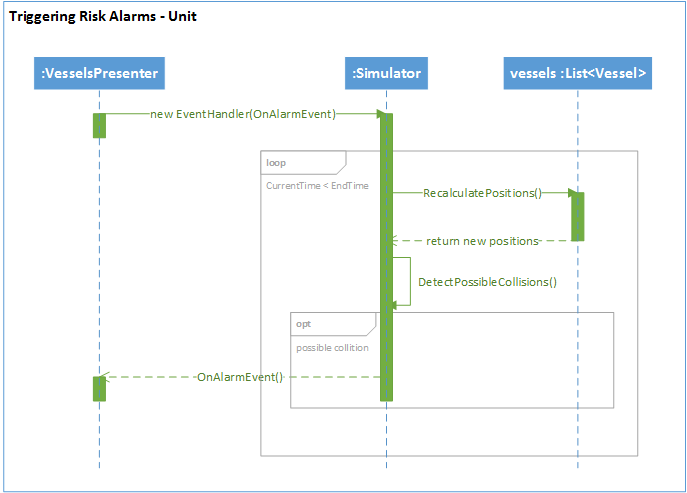 Triggering Risk Alarms - Unit
:VesselsPresenter
:Simulator
vessels :List<Vessel>
new EventHandler(OnAlarmEvent)
loop
CurrentTime < EndTime
RecalculatePositions()
return new positions
DetectPossibleCollisions()
opt
possible collition
OnAlarmEvent()